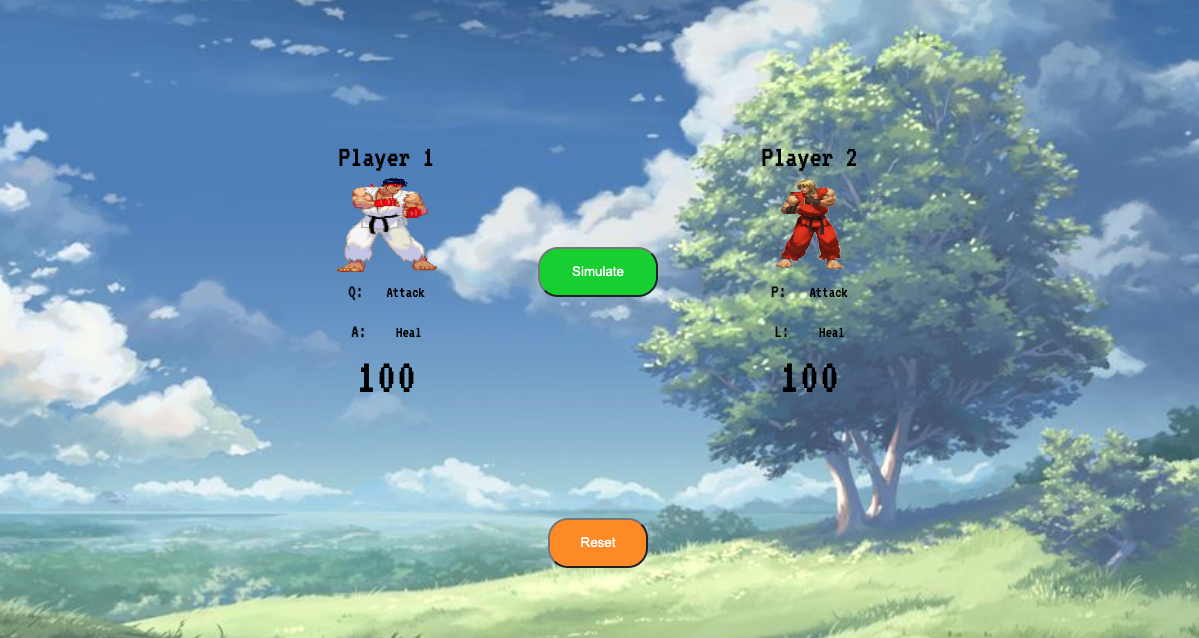 Player 1
Player 2
Simulate
Q: Attack
P: Attack
A: Heal
L: Heal
100
100
Reset